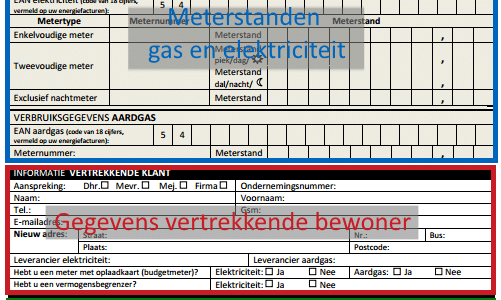 EAN elektriciteit (code van 18 cijfers, 5 4
vermeld op uw energiefacturen):
Metertype Meternummer Meterstand
Meterstanden
gas en elektriciteit
Enkelvoudige meter Meterstand ,
Tweevoudige meter Meterstand
piek/dag/ ,
Meterstand
dal/nacht/ ,
Exclusief nachtmeter Meterstand ,
VERBRUIKSGEGEVENS AARDGAS
EAN aardgas (code van 18 cijfers, 5 4
vermeld op uw energiefacturen):
Meternummer: Meterstand ,
INFORMATIE VERTREKKENDE KLANT
Aanspreking: Dhr. Mevr. Mej. Firma Ondernemingsnummer:
Naam: Voornaam:
Tel.: Gsm:
Gegevens vertrekkende bewoner
E-mailadres:
Nieuw adres: Straat: Nr.: Bus:
Plaats: Postcode:
Leverancier elektriciteit: Leverancier aardgas:
Hebt u een meter met oplaadkaart (budgetmeter)? Elektriciteit: Ja Nee Aardgas: Ja Nee
Hebt u een vermogensbegrenzer? Elektriciteit: Ja Nee